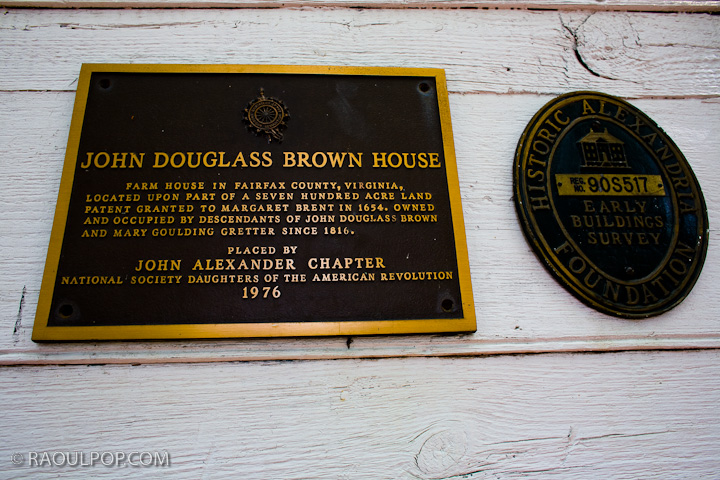 JOHN DOUGLASS BROWN HOUSE
FARM HOUSE IN FAIRFAX COUNTY, VIRGINIA,
LOCATED UPON PART OF A SEVEN HUNDRED ACRE LAND
PATENT GRANTED TO MARGARET BRENT IN 1654. OWNED
AND OCCUPIED BY DESCENDANTS OF JOHN DOUGLASS BROWN
AND MARY GOULDING GRETTER SINCE 1816.
PLACED BY
JOHN ALEXANDER CHAPTER
NATIONAL SOCIETY DAUGHTERS OF THE AMERICAN REVOLUTION
1976
HISTORIC ALEXANDRIA
REG. NO. 90S517
EARLY
BUILDINGS
SURVEY
FOUNDATION
© RAOULPOP.COM